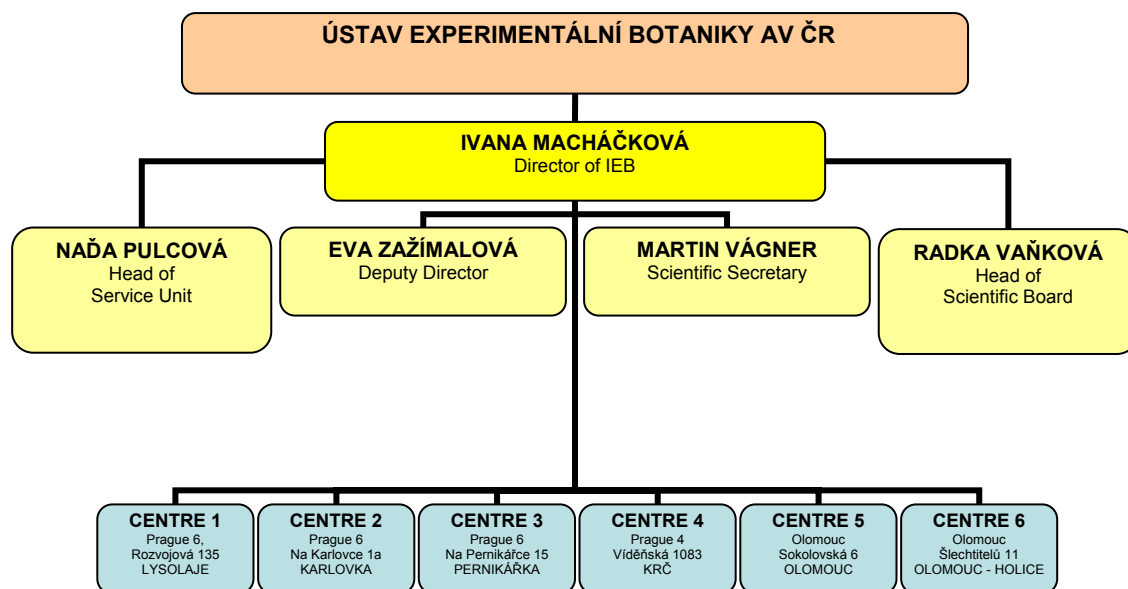 ÚSTAV EXPERIMENTÁLNÍ BOTANIKY AV ČR
IVANA MACHÁČKOVÁ
Director of IEB
NAĎA PULCOVÁ
Head of
Service Unit
EVA ZAŽÍMALOVÁ
Deputy Director
MARTIN VÁGNER
Scientific Secretary
RADKA VAŇKOVÁ
Head of
Scientific Board
CENTRE 1
Prague 6,
Rozvojová 135
LYSOLAJE
CENTRE 2
Prague 6
Na Karlovce 1a
KARLOVKA
CENTRE 3
Prague 6
Na Pernikářce 15
PERNIKÁŘKA
CENTRE 4
Prague 4
Víděňská 1083
KRČ
CENTRE 5
Olomouc
Sokolovská 6
OLOMOUC
CENTRE 6
Olomouc
Šlechtitelů 11
OLOMOUC - HOLICE